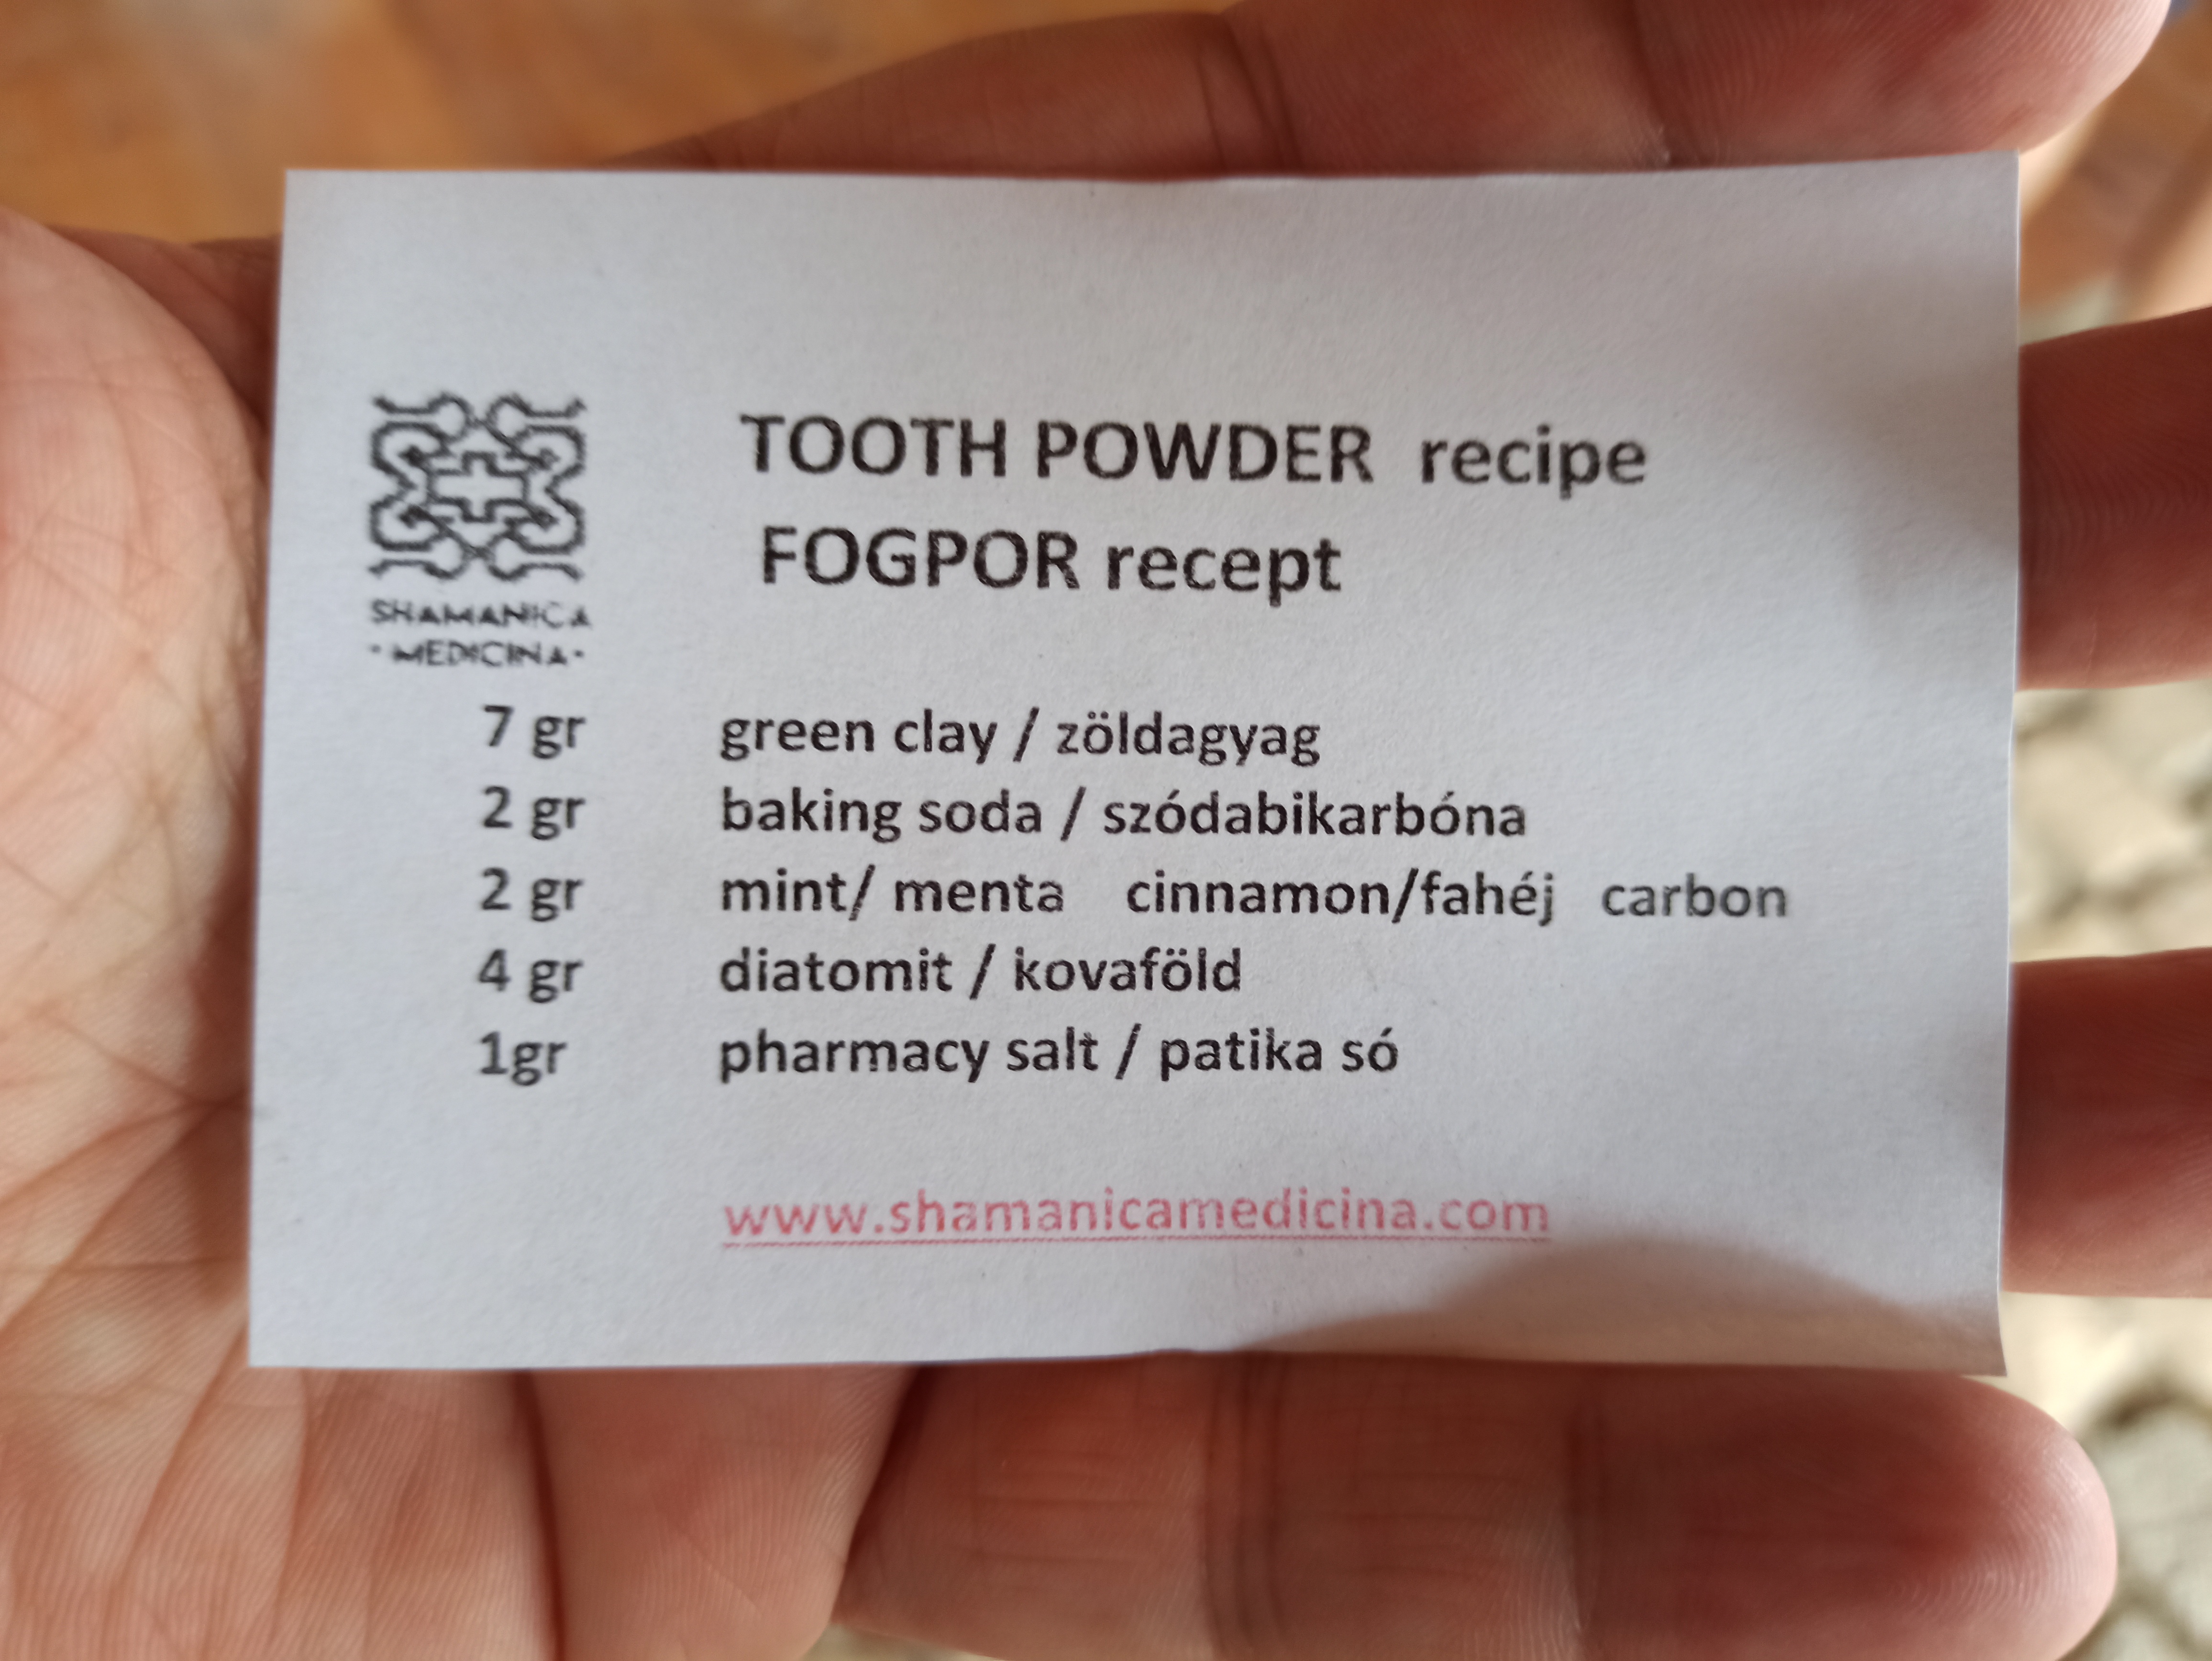 TOOTH POWDER recipe
FOGPOR recept
SHAMANICA
• MEDICINA •
7 gr green clay / zöldagyag
2 gr baking soda / szódabikarbóna
2 gr mint/ menta cinnamon/fahéj carbon
4 gr diatomit / kovaföld
1gr pharmacy salt / patika só
www.shamanicamedicina.com